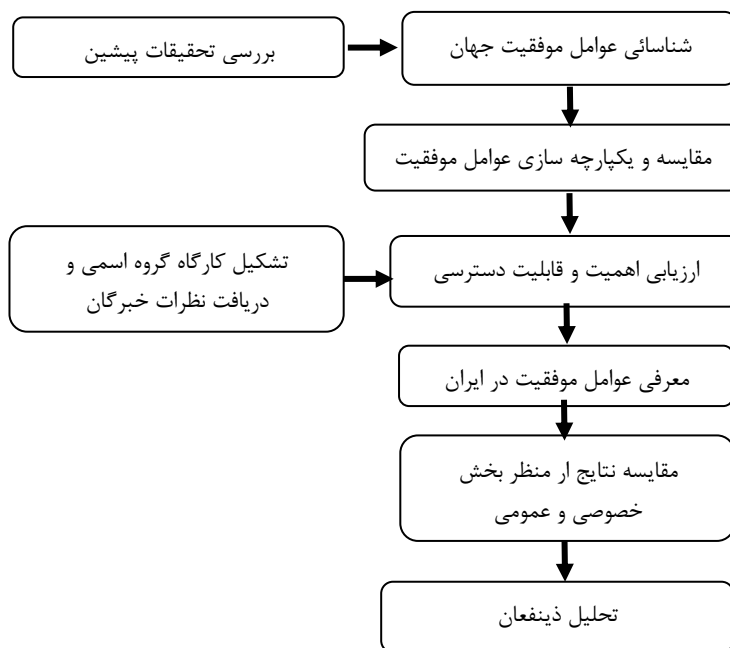 شناسائی عوامل موفقیت جهان
بررسی تحقیقات پیشین
مقایسه و یکپارچه سازی عوامل موفقیت
ارزیابی اهمیت و قابلیت دسترسی
تشکیل کارگاه گروه اسمی و
دریافت نظرات خبرگان
معرفی عوامل موفقیت در ایران
مقایسه نتایج ار منظر بخش
خصوصی و عمومی
تحلیل ذینفعان